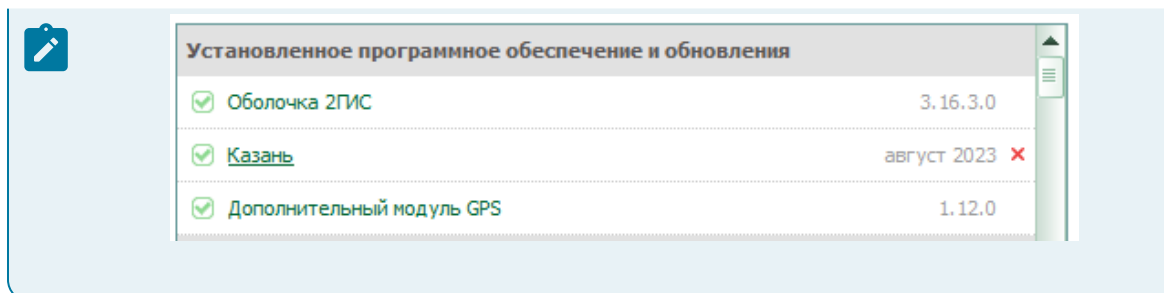 Установленное программное обеспечение и обновления
Оболочка 2ГИС 3.16.3.0
Казань август 2023
Дополнительный модуль GPS 1.12.0